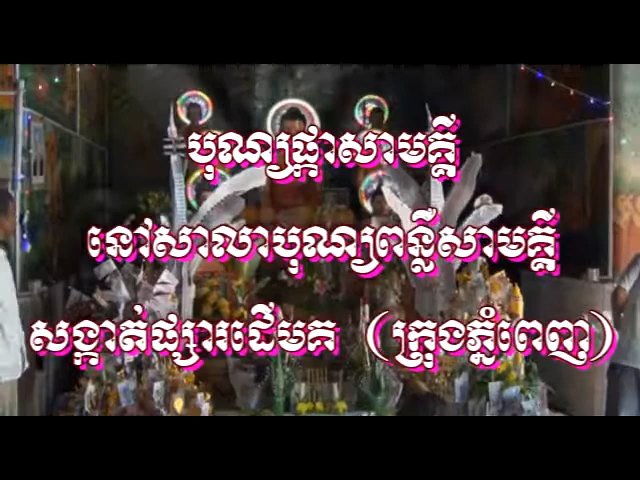 បុណ្យផ្កាសាមគ្គី
នៅសាលាបុណ្យពន្លឺសាមគ្គី
សង្កាត់ផ្សារដើមគ (ក្រុងភ្នំពេញ)